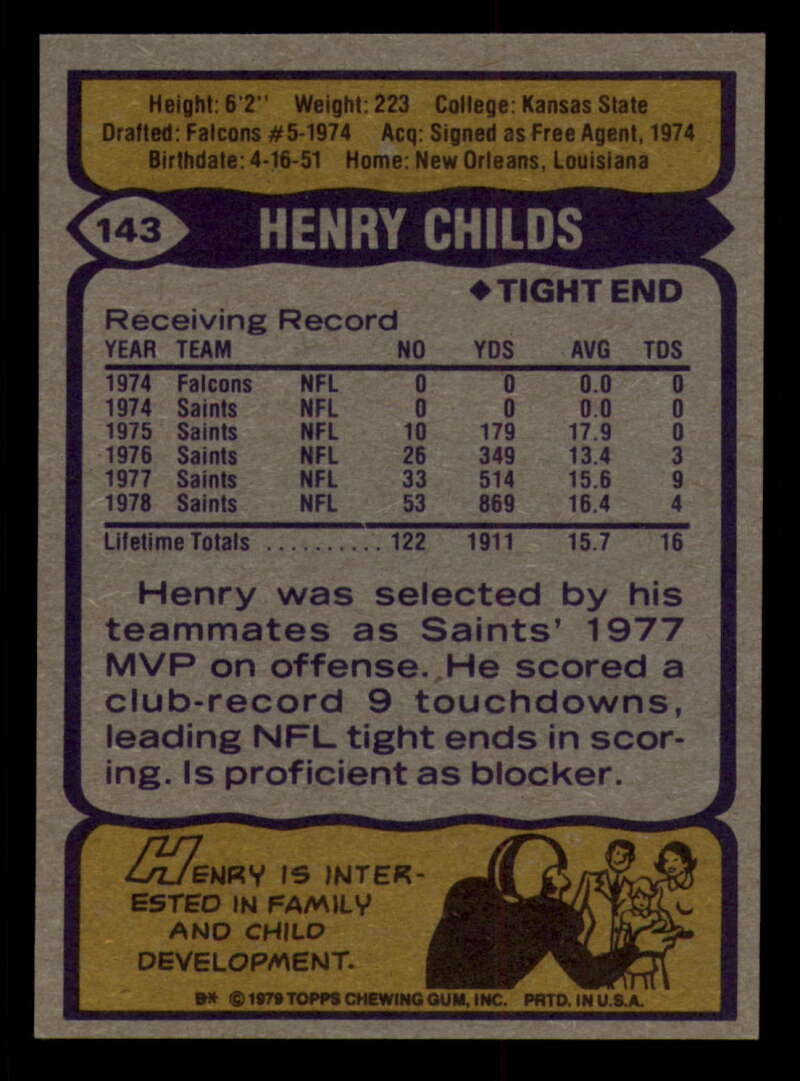 Height: 6'2" Weight: 223 College: Kansas State
Drafted: Falcons #5-1974 Acq: Signed as Free Agent, 1974
Birthdate: 4-16-51 Home: New Orleans, Louisiana
143 HENRY CHILDS
◆TIGHT END
Receiving Record
YEAR TEAM NO YDS AVG TDS
1974 Falcons NFL 0 0 0.0 0
1974 Saints NFL 0 0 0.0 0
1975 Saints NFL 10 179 17.9 0
1976 Saints NFL 26 349 13.4 3
1977 Saints NFL 33 514 15.6 9
1978 Saints NFL 53 869 16.4 4
Lifetime Totals .......... 122 1911 15.7 16
Henry was selected by his
teammates as Saints' 1977
MVP on offense. He scored a
club-record 9 touchdowns,
leading NFL tight ends in scor-
ing. Is proficient as blocker.
HENRY IS INTER-
ESTED IN FAMILY
AND CHILD
DEVELOPMENT.
B* © 1979 TOPPS CHEWING GUM, INC. PRTD. IN U.S.A.